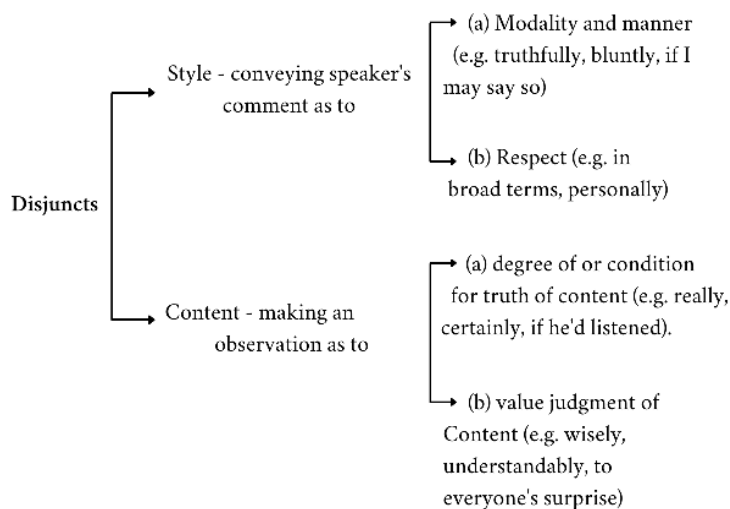 Disjuncts
Style - conveying speaker's
comment as to
(a) Modality and manner
(e.g. truthfully, bluntly, if I
may say so)
(b) Respect (e.g. in
broad terms, personally)
Content - making an
observation as to
(a) degree of or condition
for truth of content (e.g. really,
certainly, if he'd listened).
(b) value judgment of
Content (e.g. wisely,
understandably, to
everyone's surprise)